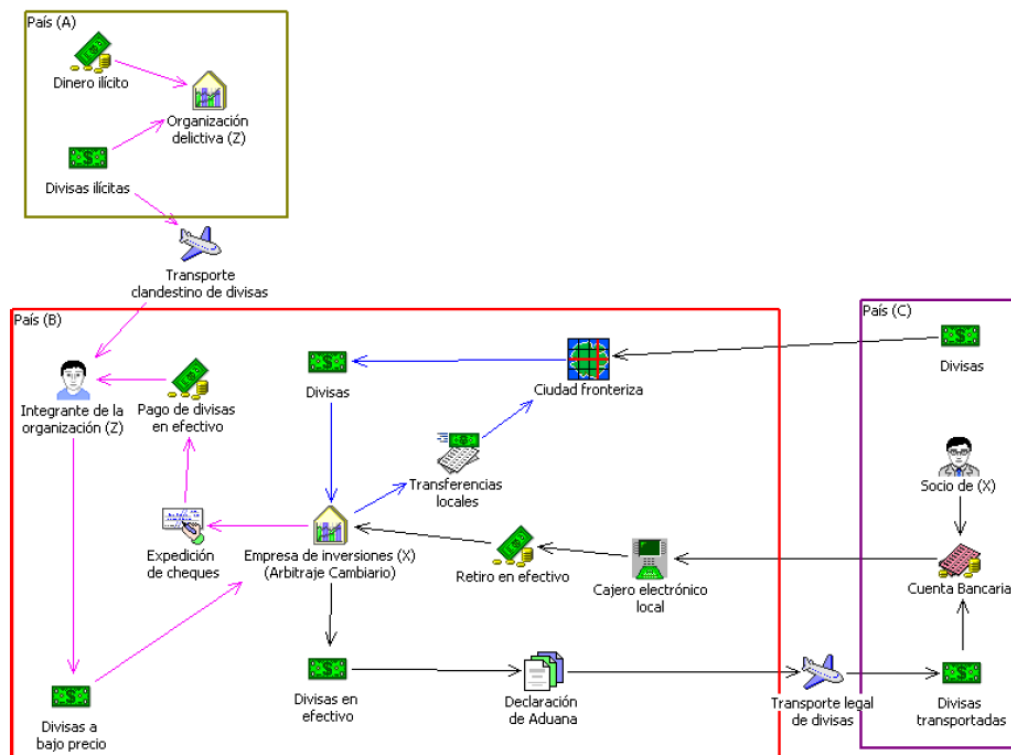 País (A)
Dinero ilícito
Organización
delictiva (Z)
Divisas ilícitas
Transporte
clandestino de divisas
País (B)
País (C)
Divisas
Ciudad fronteriza
Divisas
Integrante de la
organización (Z)
Pago de divisas
en efectivo
Transferencias
locales
Socio de (X)
Expedición
de cheques
Empresa de inversiones (X)
(Arbitraje Cambiario)
Retiro en efectivo
Cajero electrónico
local
Cuenta Bancaria
Divisas a
bajo precio
Divisas en
efectivo
Declaración
de Aduana
Transporte legal
de divisas
Divisas
transportadas